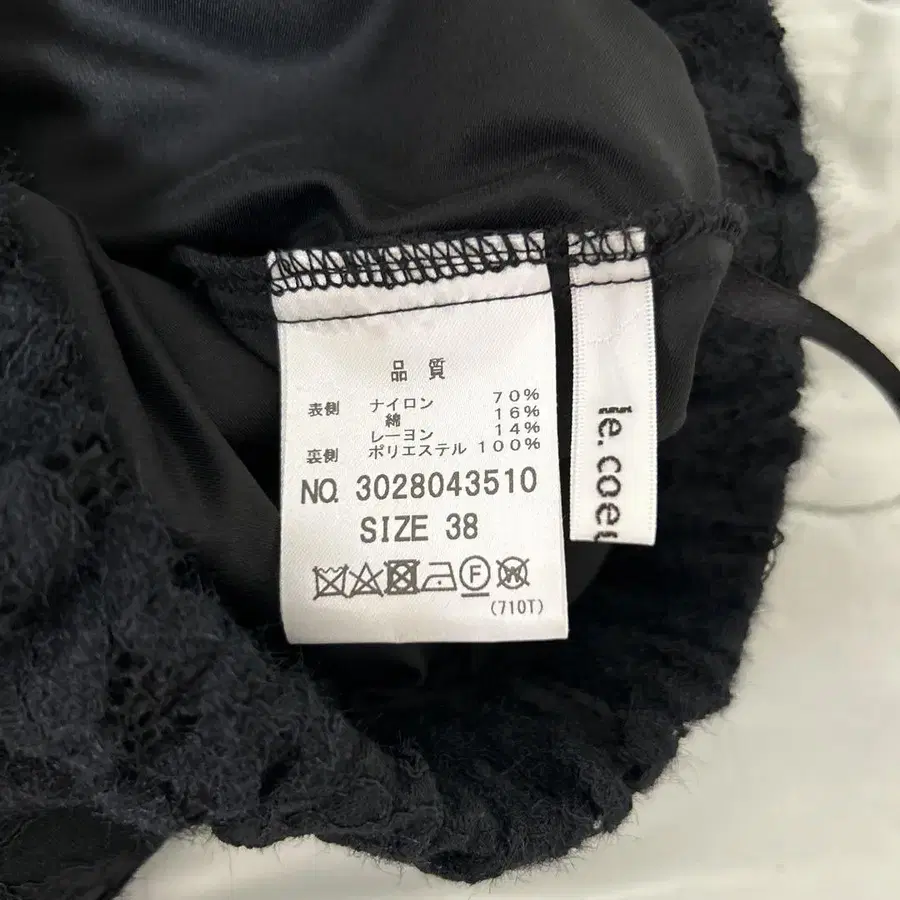 品質
表側 ナイロン 70%
綿 16%
レーヨン 14%
裏側 ポリエステル 100%
NO. 3028043510
SIZE 38
(710T)